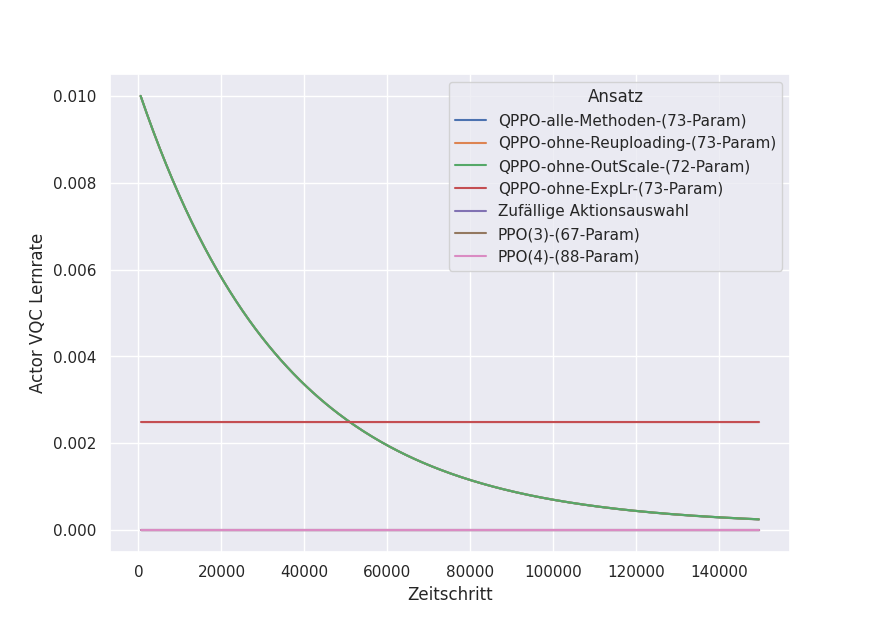 Ansatz
QPPO-alle-Methoden-(73-Param)
QPPO-ohne-Reuploading-(73-Param)
QPPO-ohne-OutScale-(72-Param)
QPPO-ohne-ExpLr-(73-Param)
Zufällige Aktionsauswahl
PPO(3)-(67-Param)
PPO(4)-(88-Param)
Actor VQC Lernrate
0.010
0.008
0.006
0.004
0.002
0.000
0 20000 40000 60000 80000 100000 120000 140000
Zeitschritt